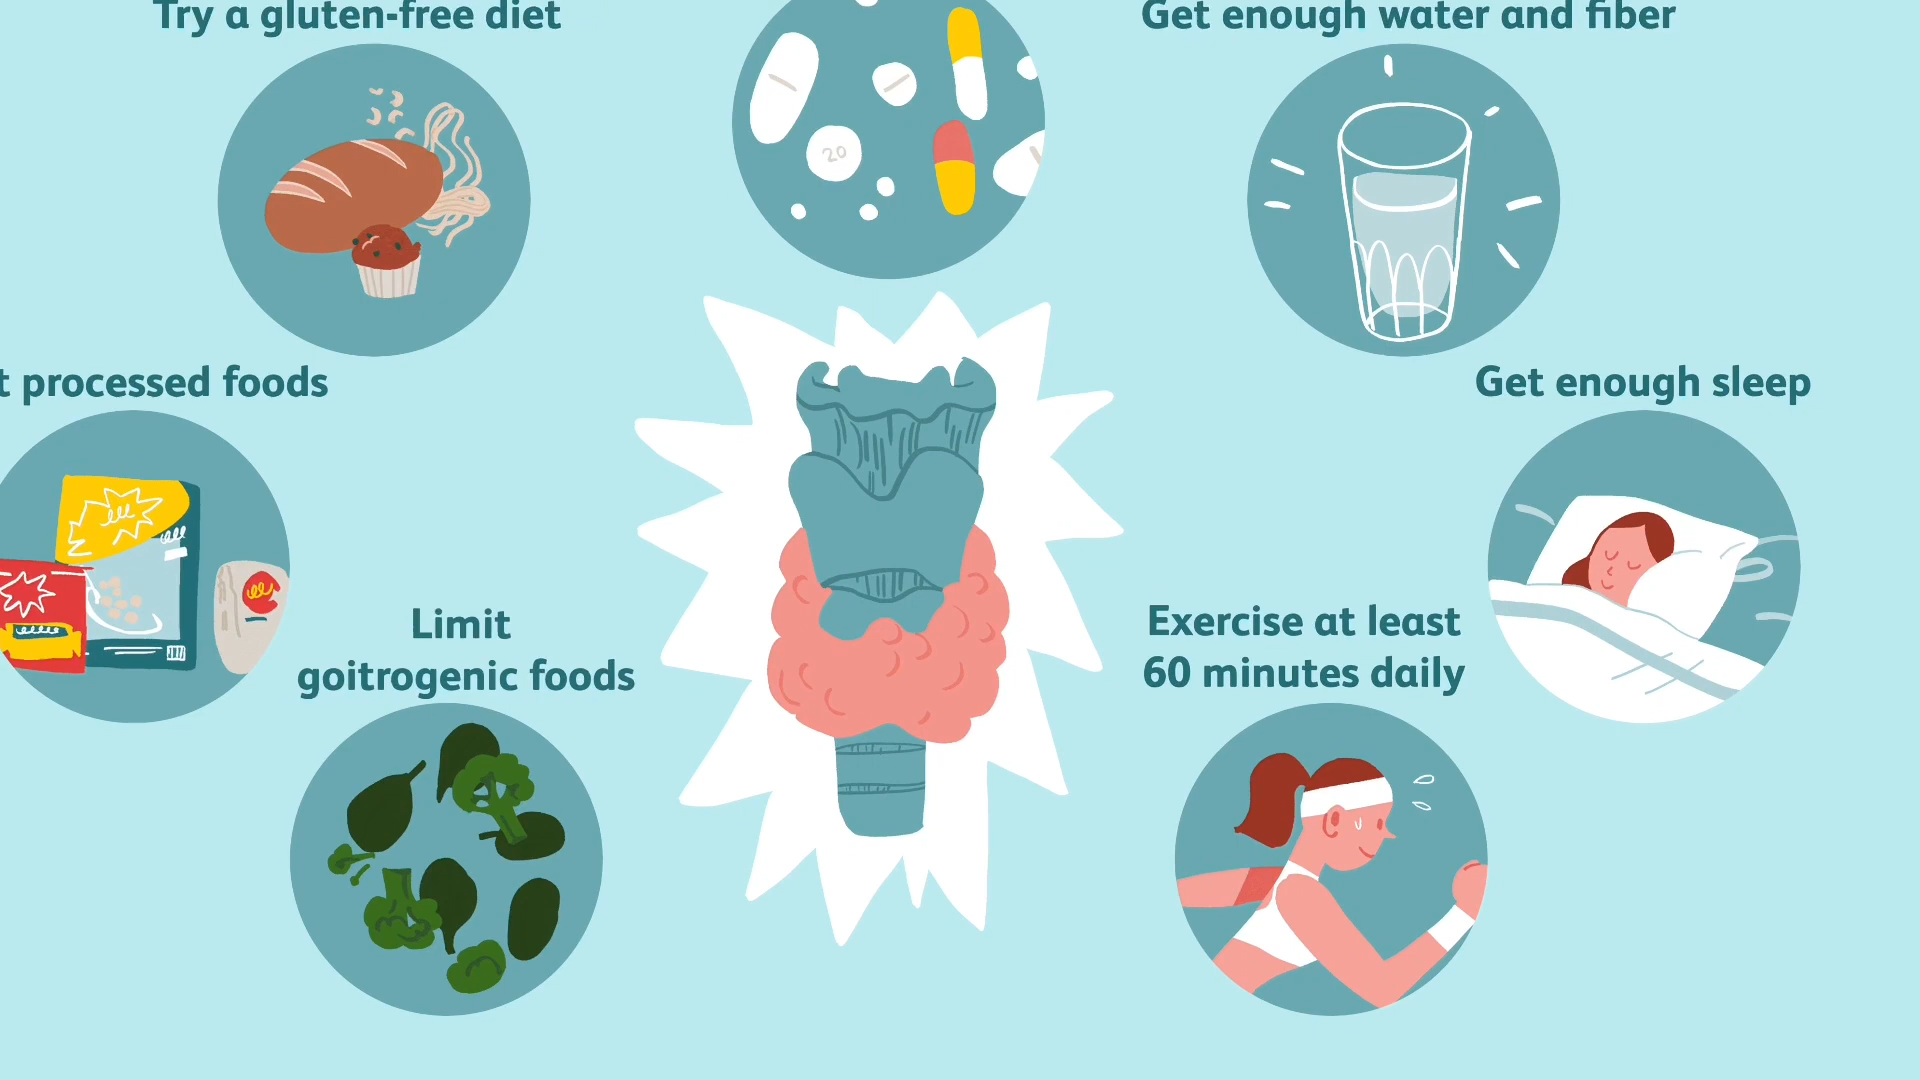 Try a gluten-free diet
Get enough water and fiber
20
t processed foods
Get enough sleep
Limit
goitrogenic foods
Exercise at least
60 minutes daily